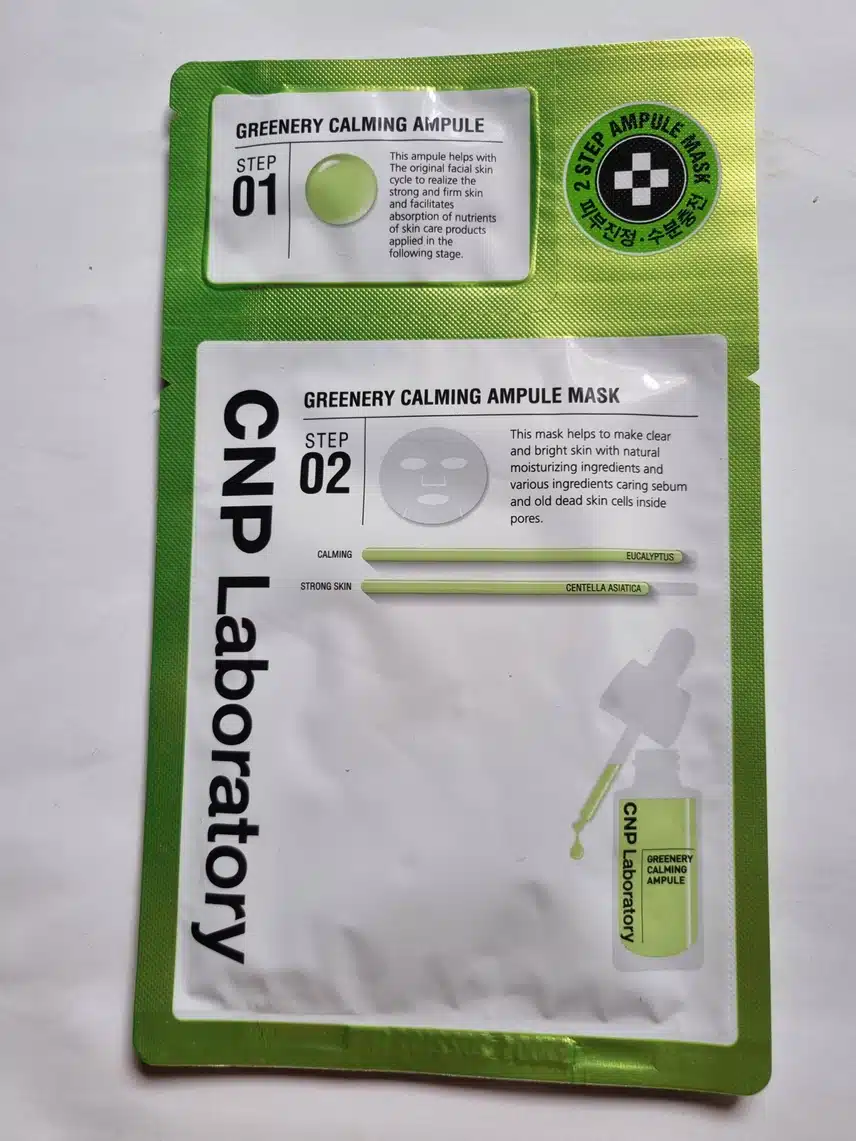 GREENERY CALMING AMPULE
STEP
01
This ampule helps with
The original facial skin
cycle to realize the
strong and firm skin
and facilitates
absorption of nutrients
of skin care products
applied in the
following stage.
2 STEP AMPULE MASK
피부진정·수분충전
CNP Laboratory
GREENERY CALMING AMPULE MASK
STEP
02
This mask helps to make clear
and bright skin with natural
moisturizing ingredients and
various ingredients caring sebum
and old dead skin cells inside
pores.
CALMING
EUCALYPTUS
STRONG SKIN
CENTELLA ASIATICA
CNP Laboratory
GREENERY
CALMING
AMPULE